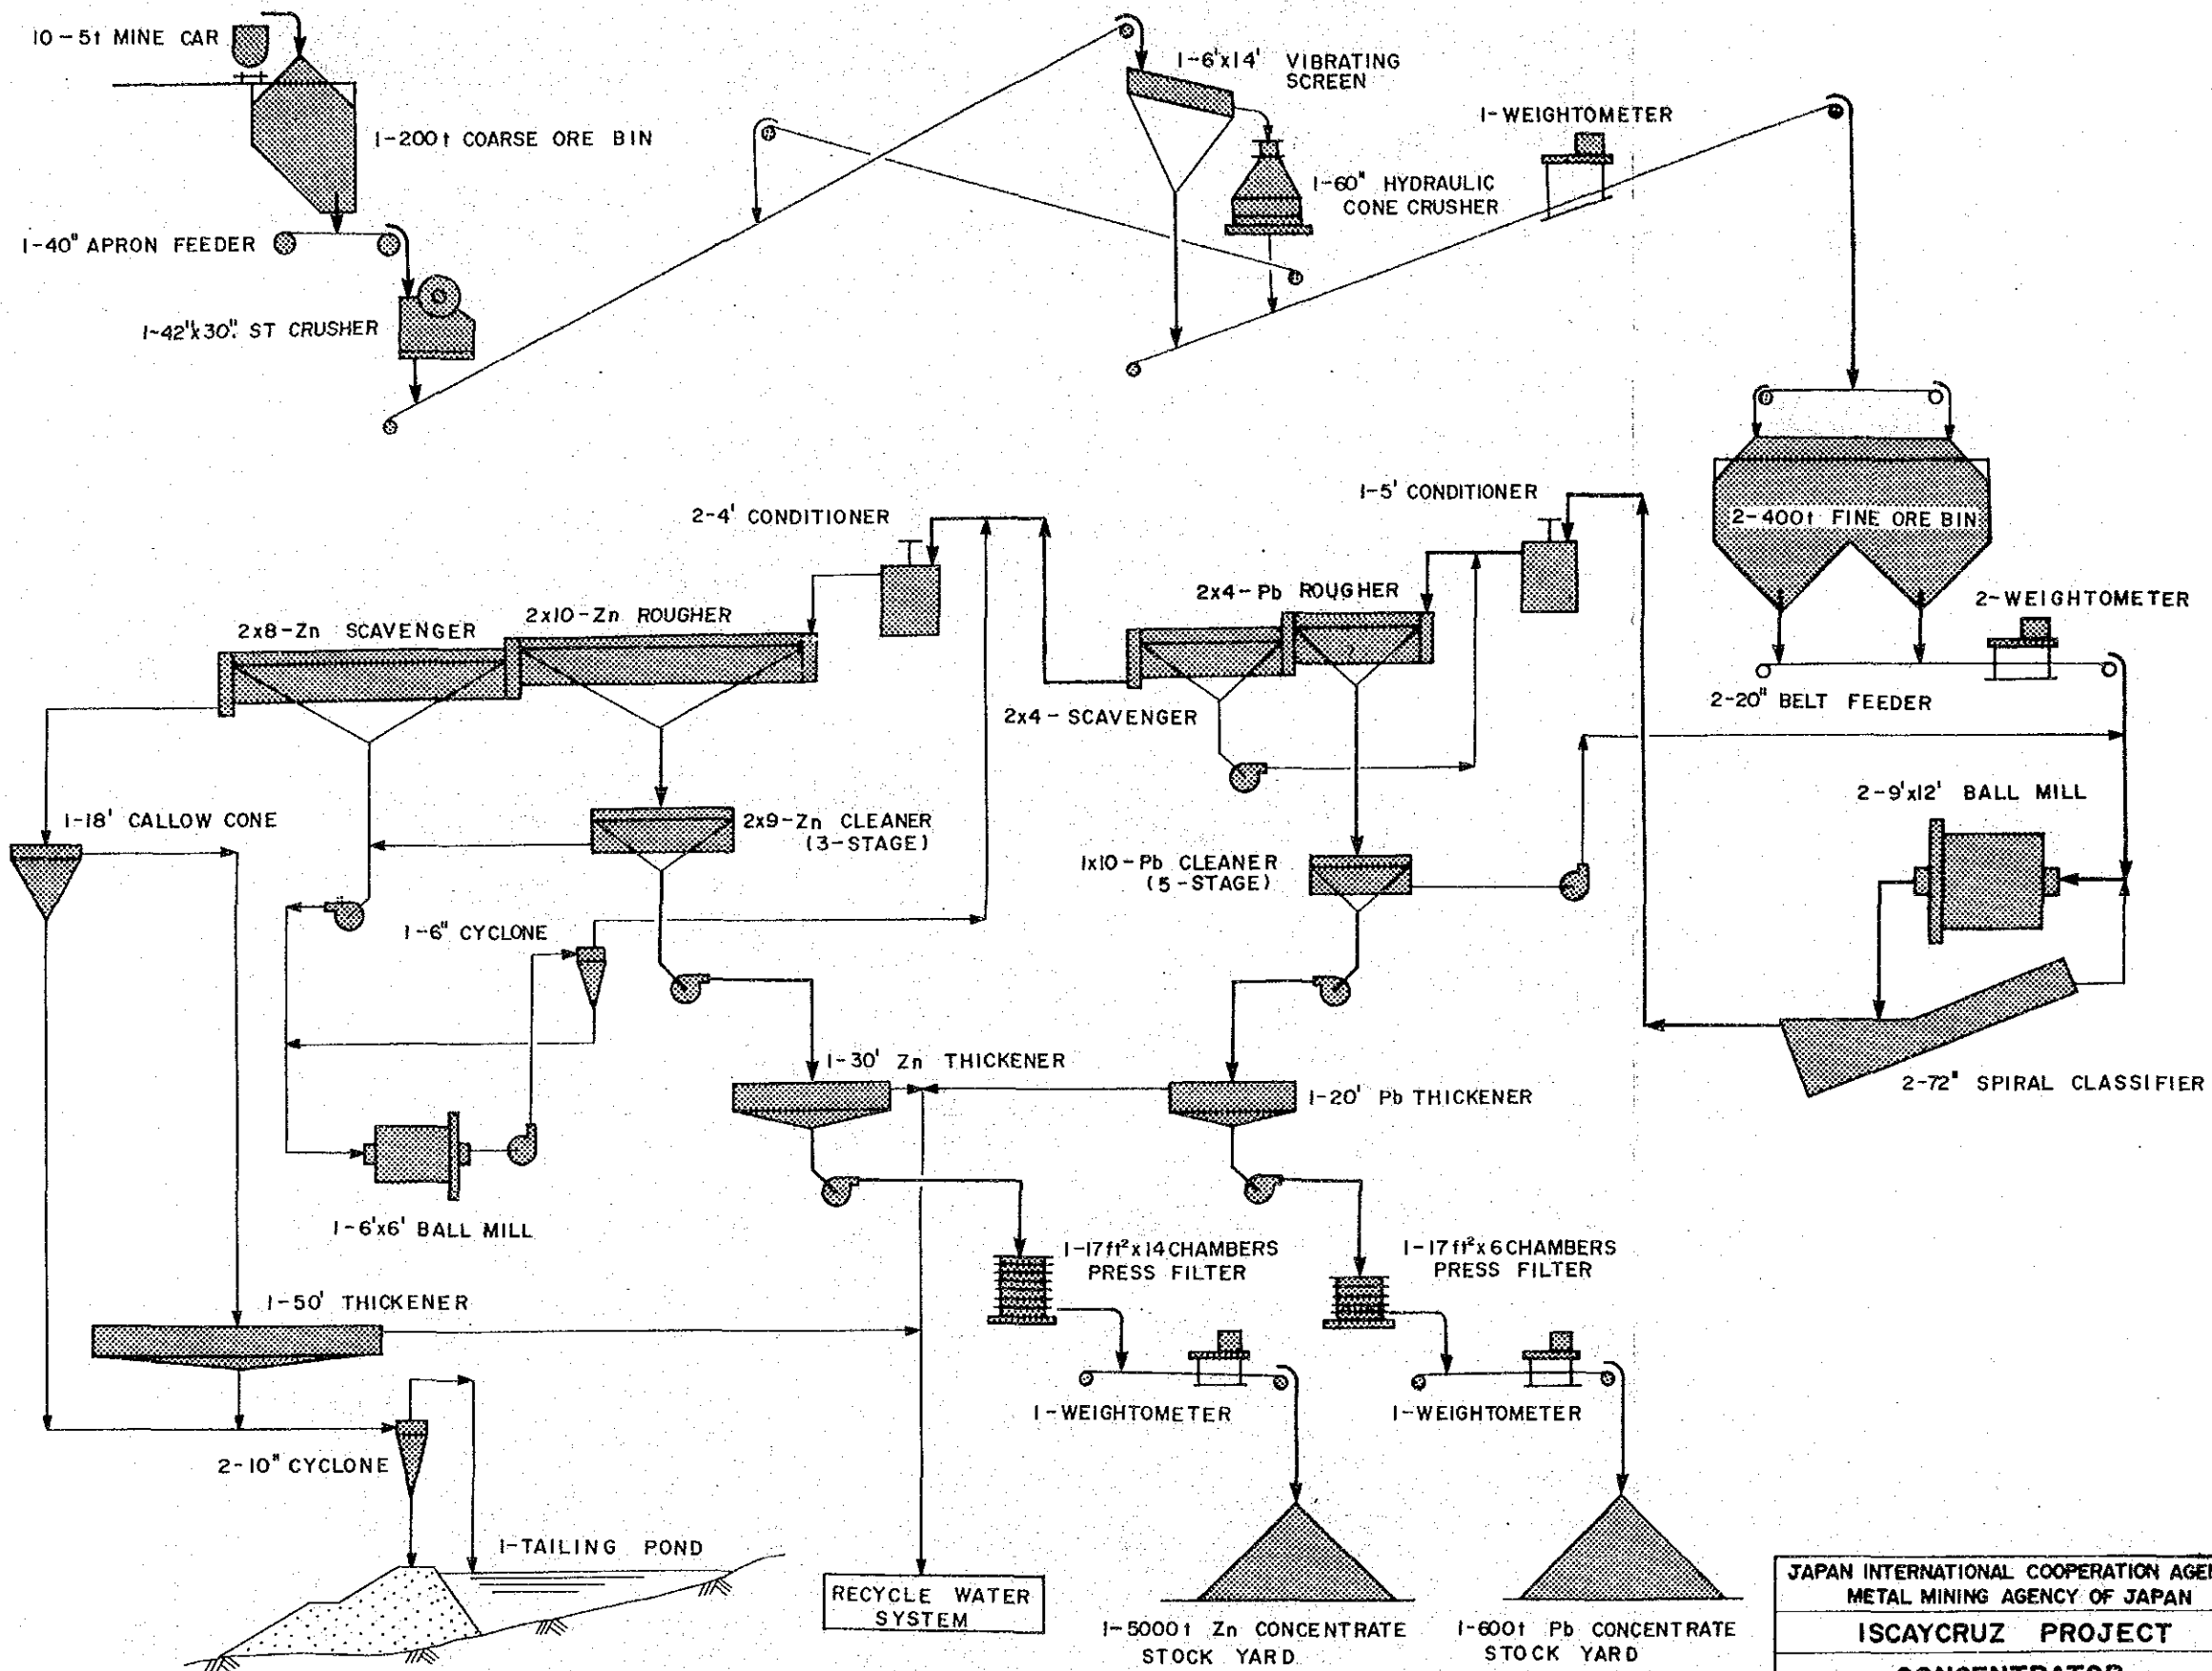 10-5t MINE CAR
1-6'x14' VIBRATING
SCREEN
1-WEIGHTOMETER
1-200t COARSE ORE BIN
1-60" HYDRAULIC
CONE CRUSHER
1-40" APRON FEEDER
1-42"x30" ST CRUSHER
2-4' CONDITIONER
1-5' CONDITIONER
2-400t FINE ORE BIN
2x8-Zn SCAVENGER
2x10-Zn ROUGHER
2x4-Pb ROUGHER
2-WEIGHTOMETER
2x4-SCAVENGER
2-20" BELT FEEDER
1-18' CALLOW CONE
2x9-Zn CLEANER
(3-STAGE)
1x10-Pb CLEANER
(5-STAGE)
2-9'x12' BALL MILL
1-6" CYCLONE
1-30' Zn THICKENER
1-20' Pb THICKENER
2-72" SPIRAL CLASSIFIER
1-6'x6' BALL MILL
1-17ft²x14 CHAMBERS
PRESS FILTER
1-17ft²x6 CHAMBERS
PRESS FILTER
1-50' THICKENER
1-WEIGHTOMETER
1-WEIGHTOMETER
2-10" CYCLONE
1-TAILING POND
RECYCLE WATER
SYSTEM
1-5000t Zn CONCENTRATE
STOCK YARD
1-600t Pb CONCENTRATE
STOCK YARD
JAPAN INTERNATIONAL COOPERATION AGEN
METAL MINING AGENCY OF JAPAN
ISCAYCRUZ PROJECT
CONCENTRATOR